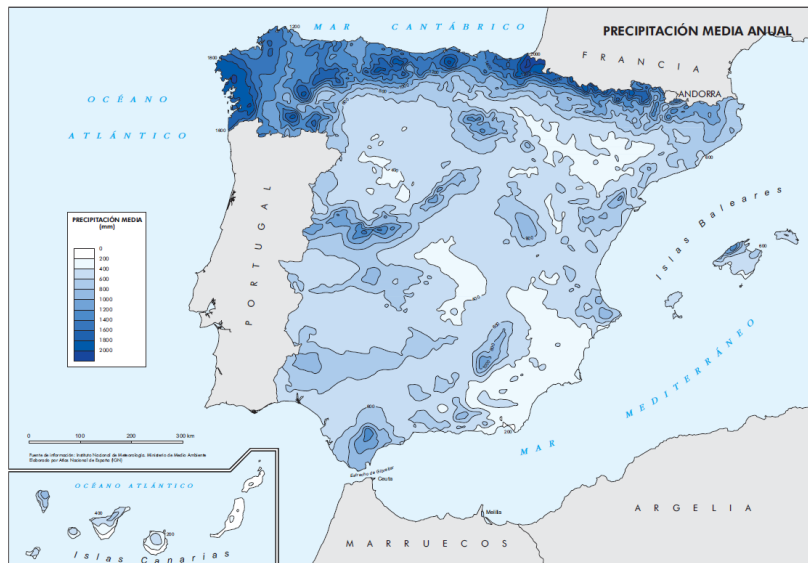 PRECIPITACIÓN MEDIA ANUAL
MAR CANTÁBRICO
FRANCIA
ANDORRA
OCÉANO
ATLÁNTICO
PORTUGAL
Islas Baleares
MAR MEDITERRÁNEO
PRECIPITACIÓN MEDIA
(mm)
0
200
400
600
800
1000
1200
1400
1600
1800
2000
0 100 200 300 km
Fuente de información: Instituto Nacional de Meteorología. Ministerio de Medio Ambiente
Elaborado por Atlas Nacional de España (IGN)
Estrecho de Gibraltar
Ceuta
Melilla
MARRUECOS
ARGELIA
OCÉANO ATLÁNTICO
400
200
Islas Canarias